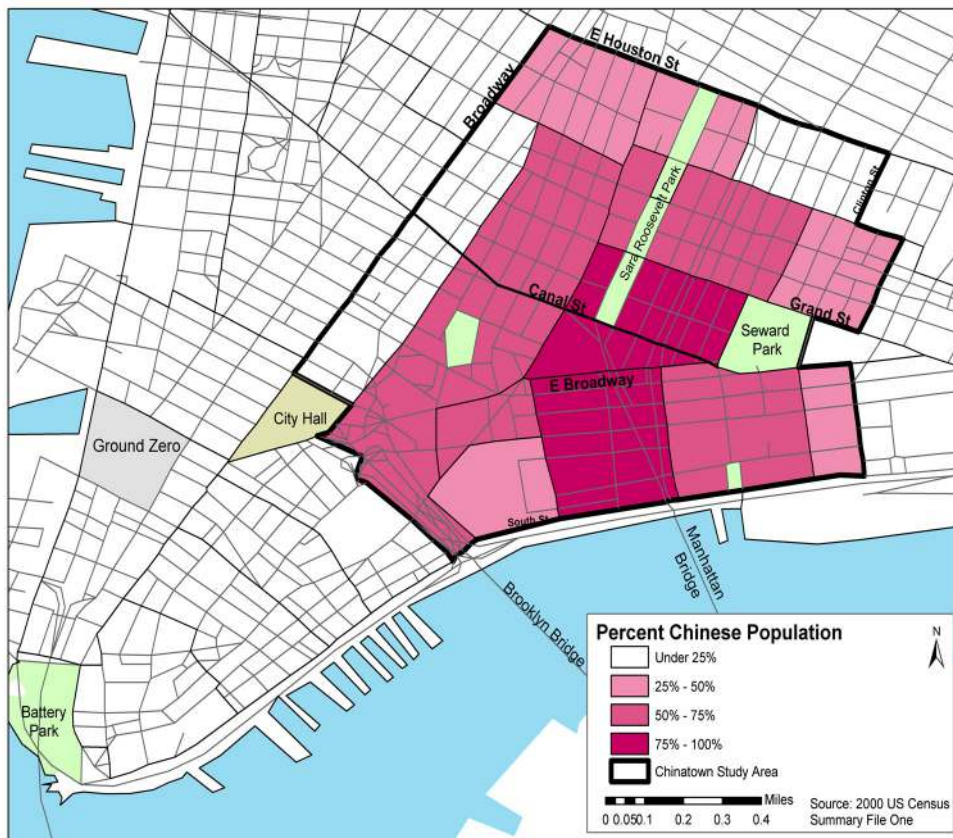 E Houston St
Broadway
Clinton St
Sara Roosevelt Park
Canal St
Grand St
Seward
Park
E Broadway
City Hall
Ground Zero
South St
Manhattan
Bridge
Brooklyn Bridge
Battery
Park
Percent Chinese Population
N
Under 25%
25% - 50%
50% - 75%
75% - 100%
Chinatown Study Area
Miles
0 0.05 0.1 0.2 0.3 0.4
Source: 2000 US Census
Summary File One